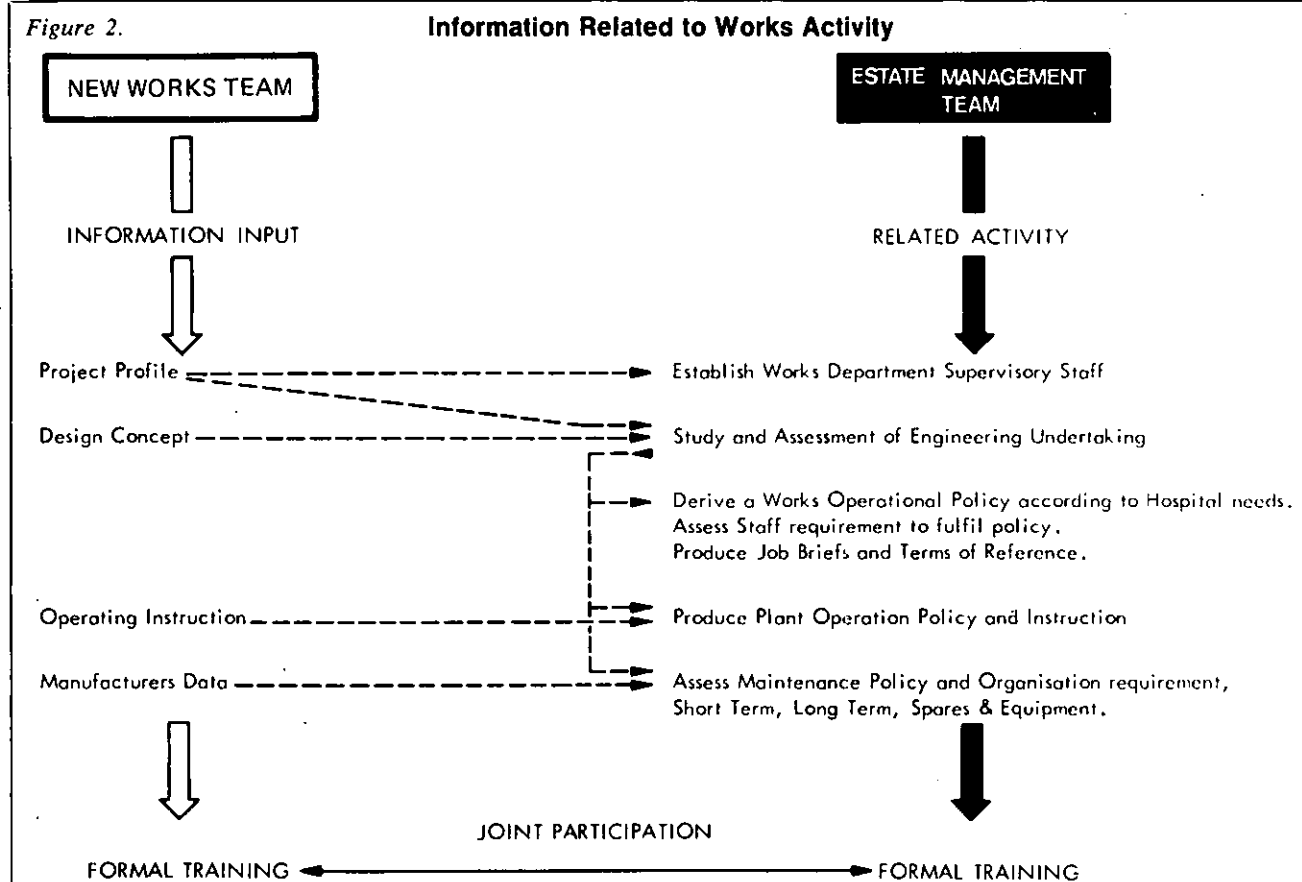 Figure 2.
Information Related to Works Activity
NEW WORKS TEAM
ESTATE MANAGEMENT
TEAM
INFORMATION INPUT
RELATED ACTIVITY
Project Profile
Establish Works Department Supervisory Staff
Design Concept
Study and Assessment of Engineering Undertaking
Derive a Works Operational Policy according to Hospital needs.
Assess Staff requirement to fulfil policy.
Produce Job Briefs and Terms of Reference.
Operating Instruction
Produce Plant Operation Policy and Instruction
Manufacturers Data
Assess Maintenance Policy and Organisation requirement,
Short Term, Long Term, Spares & Equipment.
JOINT PARTICIPATION
FORMAL TRAINING
FORMAL TRAINING